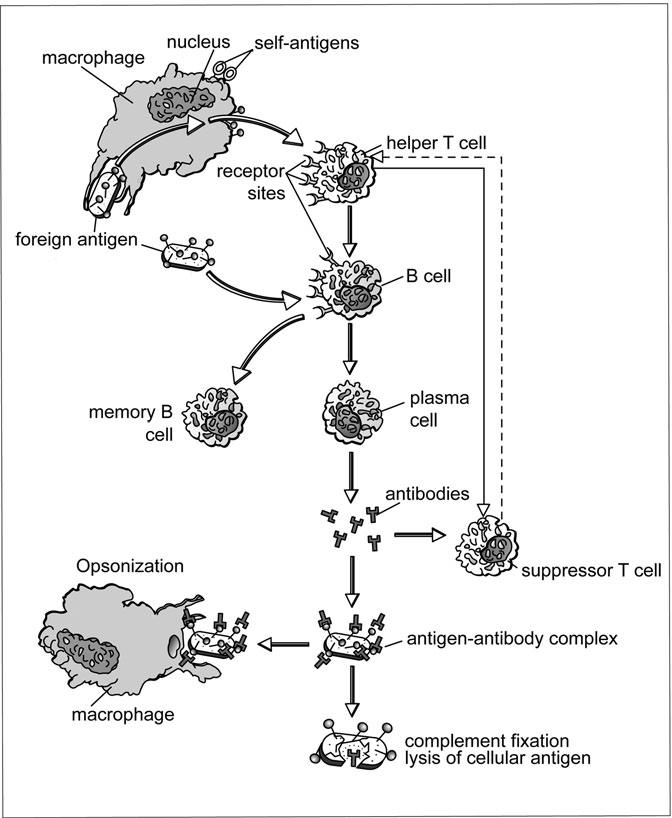 nucleus
self-antigens
macrophage
helper T cell
receptor
sites
foreign antigen
B cell
memory B
cell
plasma
cell
antibodies
suppressor T cell
Opsonization
antigen-antibody complex
macrophage
complement fixation
lysis of cellular antigen